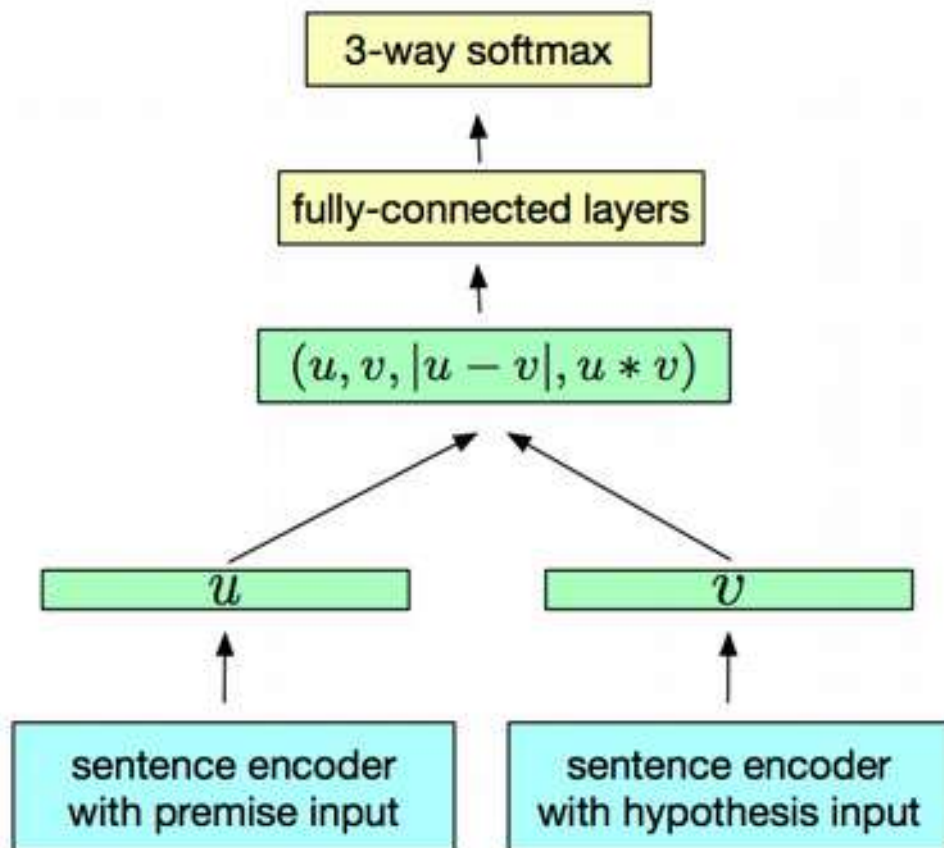 3-way softmax
fully-connected layers
(u, v, |u − v|, u ∗ v)
u
v
sentence encoder
with premise input
sentence encoder
with hypothesis input